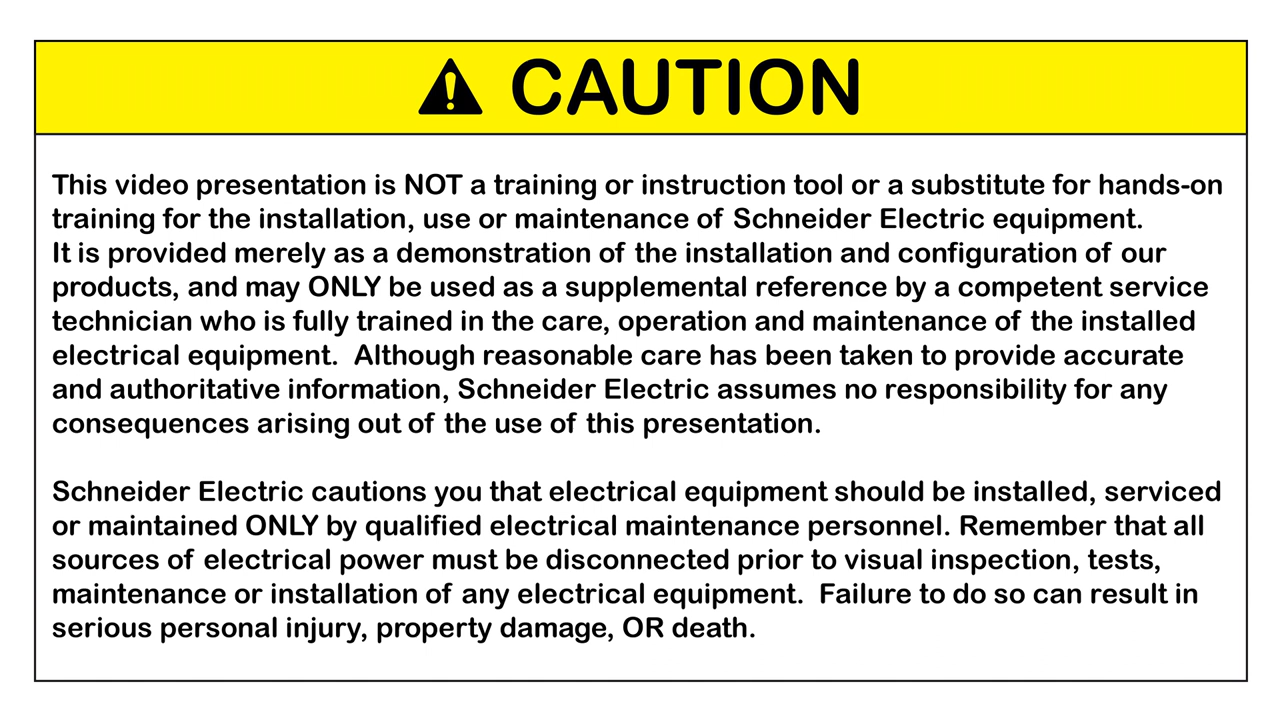 CAUTION
This video presentation is NOT a training or instruction tool or a substitute for hands-on
training for the installation, use or maintenance of Schneider Electric equipment.
It is provided merely as a demonstration of the installation and configuration of our
products, and may ONLY be used as a supplemental reference by a competent service
technician who is fully trained in the care, operation and maintenance of the installed
electrical equipment.  Although reasonable care has been taken to provide accurate
and authoritative information, Schneider Electric assumes no responsibility for any
consequences arising out of the use of this presentation.
Schneider Electric cautions you that electrical equipment should be installed, serviced
or maintained ONLY by qualified electrical maintenance personnel. Remember that all
sources of electrical power must be disconnected prior to visual inspection, tests,
maintenance or installation of any electrical equipment.  Failure to do so can result in
serious personal injury, property damage, OR death.